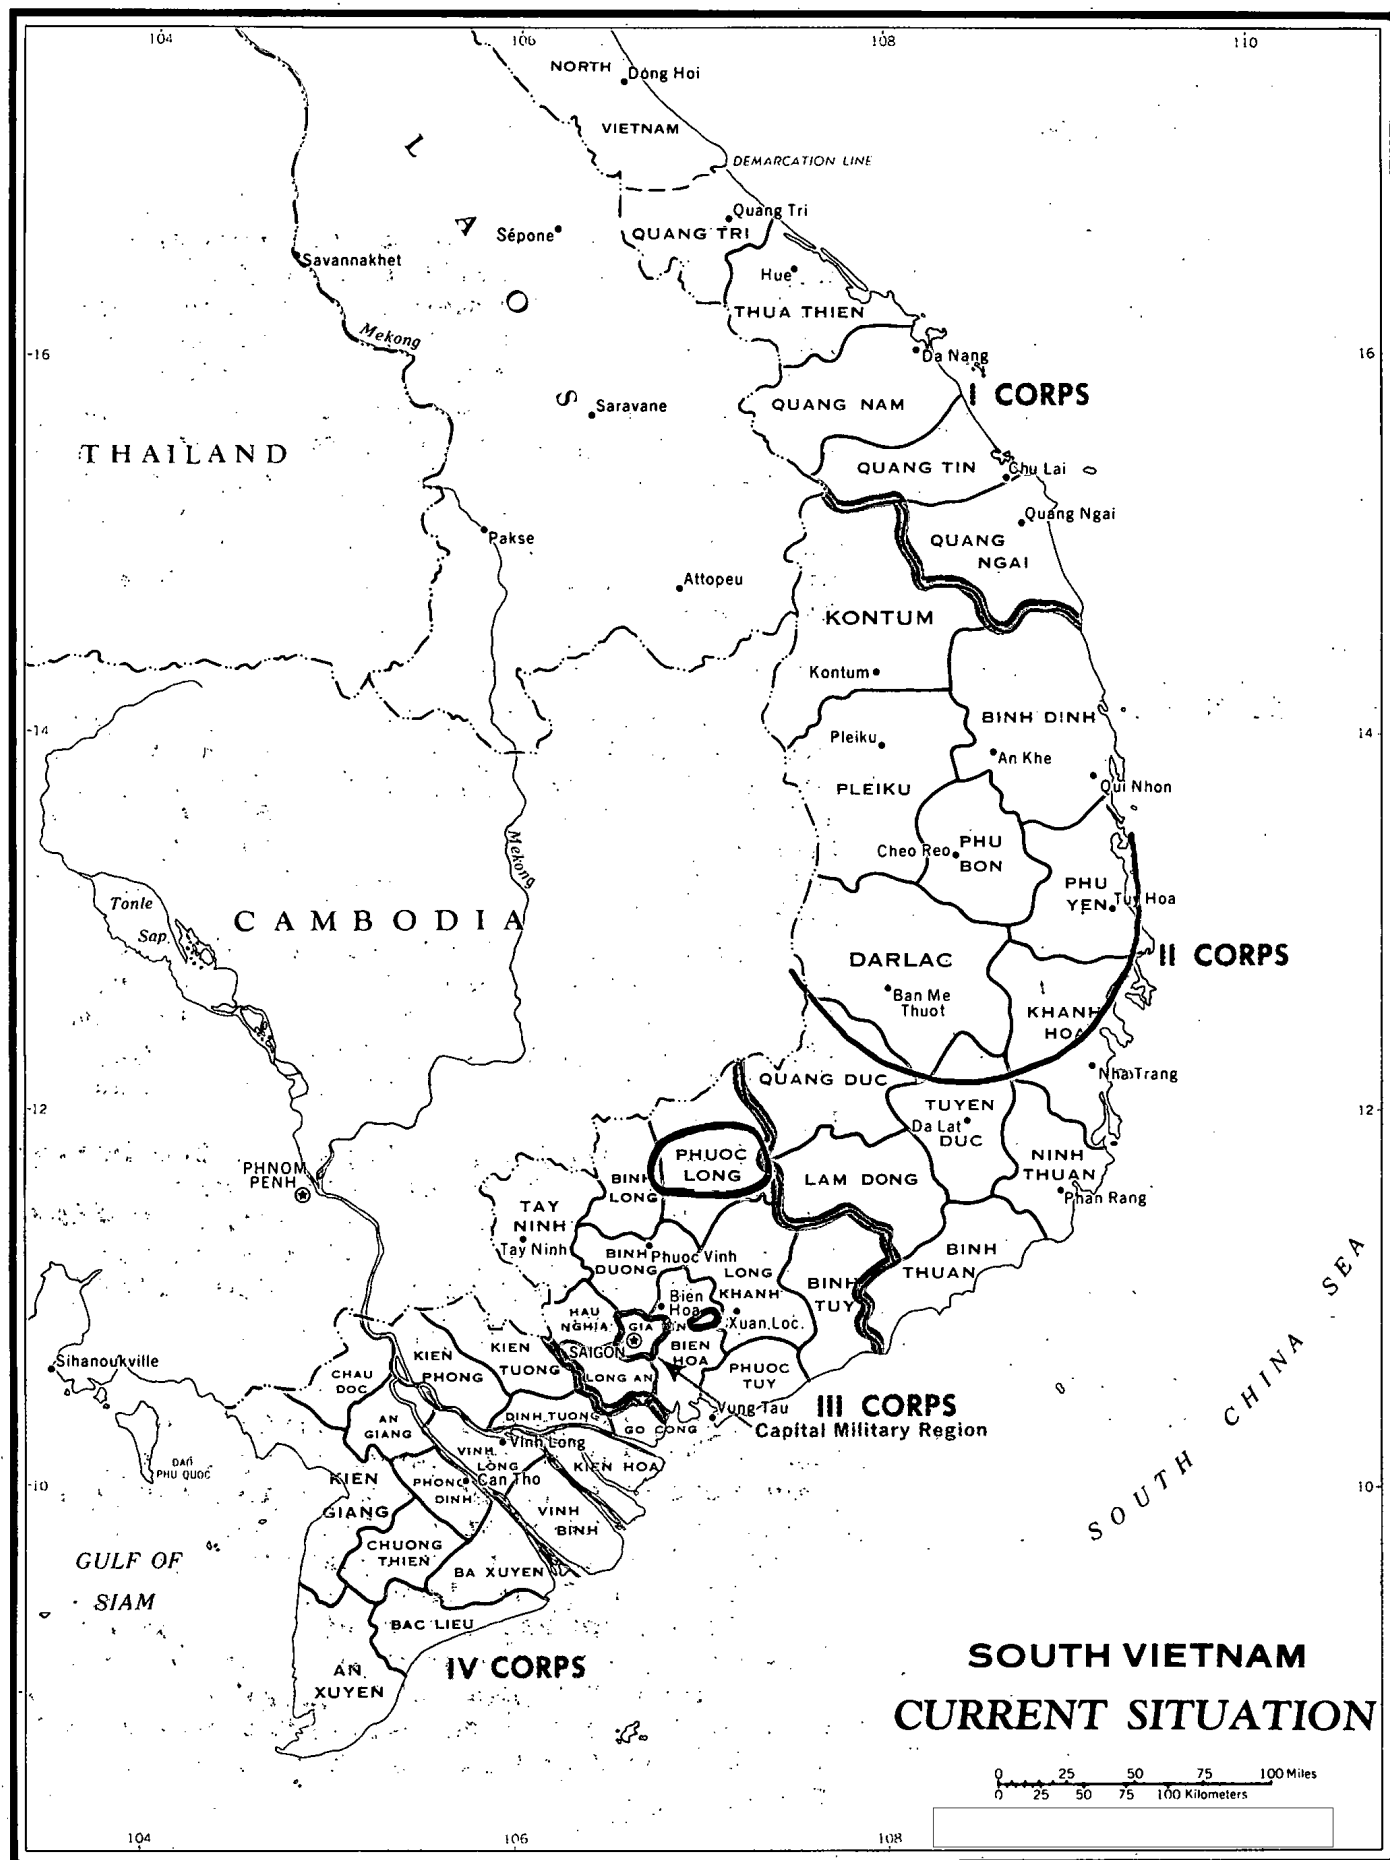 104
106
108
110
NORTH
Dong Hoi
VIETNAM
DEMARCATION LINE
L
A
O
S
Quang Tri
QUANG TRI
Sépone
Savannakhet
Hue
THUA THIEN
Mekong
16
16
Da Nang
I CORPS
QUANG NAM
Saravane
THAILAND
QUANG TIN
Chu Lai
Quang Ngai
QUANG
NGAI
Pakse
Attopeu
KONTUM
Kontum
14
14
BINH DINH
Pleiku
An Khe
PLEIKU
Qui Nhon
Mekong
Cheo Reo
PHU
BON
PHU
YEN
Tuy Hoa
Tonle
Sap
CAMBODIA
DARLAC
II CORPS
Ban Me
Thuot
KHANH
HOA
Nha Trang
QUANG DUC
12
12
TUYEN
DUC
Da Lat
PHUOC
LONG
NINH
THUAN
PHNOM
PENH
BINH
LONG
LAM DONG
Phan Rang
TAY
NINH
Tay Ninh
BINH
DUONG
Phuoc Vinh
LONG
KHANH
BINH
TUY
BINH
THUAN
Bien
Hoa
HAU
NGHIA
GIA
Xuan Loc
SAIGON
BIEN
HOA
KIEN
TUONG
KIEN
PHONG
Sihanoukville
CHAU
DOC
LONG AN
PHUOC
TUY
III CORPS
Vung Tau
Capital Military Region
AN
GIANG
DINH TUONG
GO CONG
Vinh Long
VINH
LONG
KIEN HOA
DAO
PHU QUOC
KIEN
GIANG
PHONG
DINH
Can Tho
10
10
VINH
BINH
CHUONG
THIEN
BA XUYEN
GULF OF
SIAM
SOUTH CHINA SEA
BAC LIEU
AN
XUYEN
IV CORPS
SOUTH VIETNAM
CURRENT SITUATION
0 25 50 75 100 Miles
0 25 50 75 100 Kilometers
104
106
108